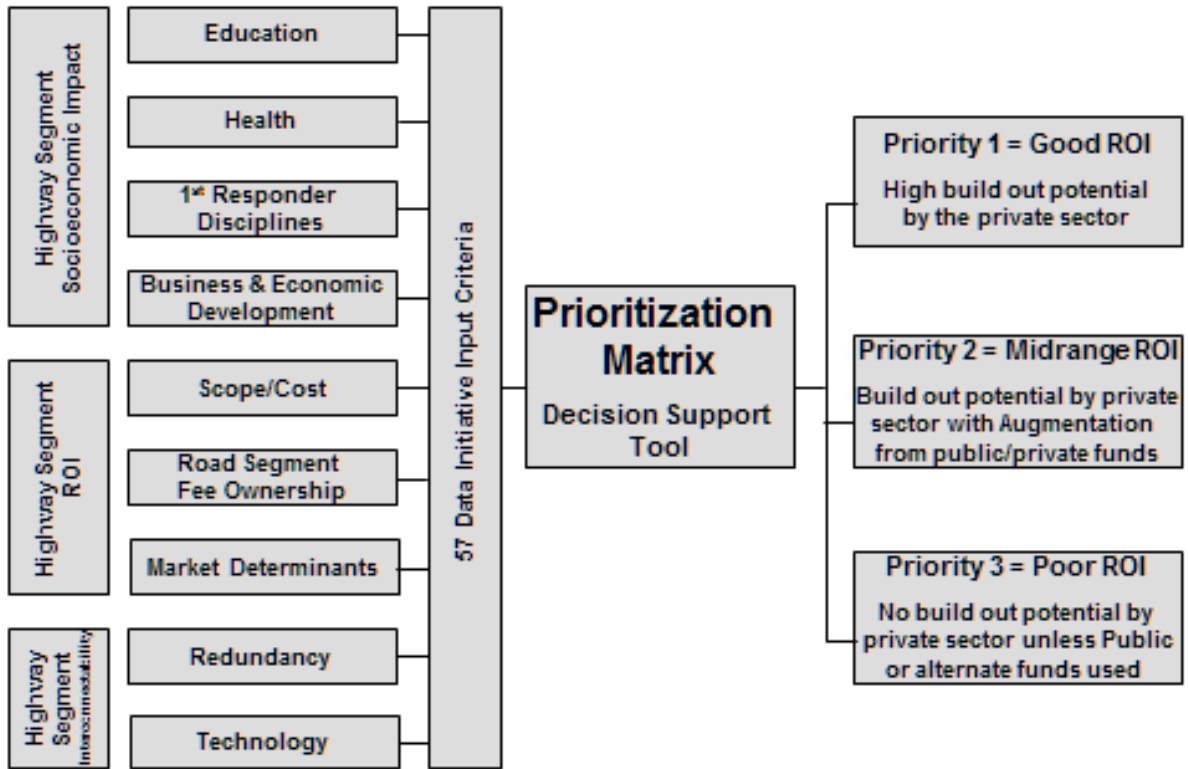 Highway Segment
Socioeconomic Impact
Education
Health
1st Responder
Disciplines
Business & Economic
Development
Highway Segment
ROI
Scope/Cost
Road Segment
Fee Ownership
Market Determinants
Highway
Segment
Interconnectability
Redundancy
Technology
57 Data Initiative Input Criteria
Prioritization
Matrix
Decision Support
Tool
Priority 1 = Good ROI
High build out potential
by the private sector
Priority 2 = Midrange ROI
Build out potential by private
sector with Augmentation
from public/private funds
Priority 3 = Poor ROI
No build out potential by
private sector unless Public
or alternate funds used